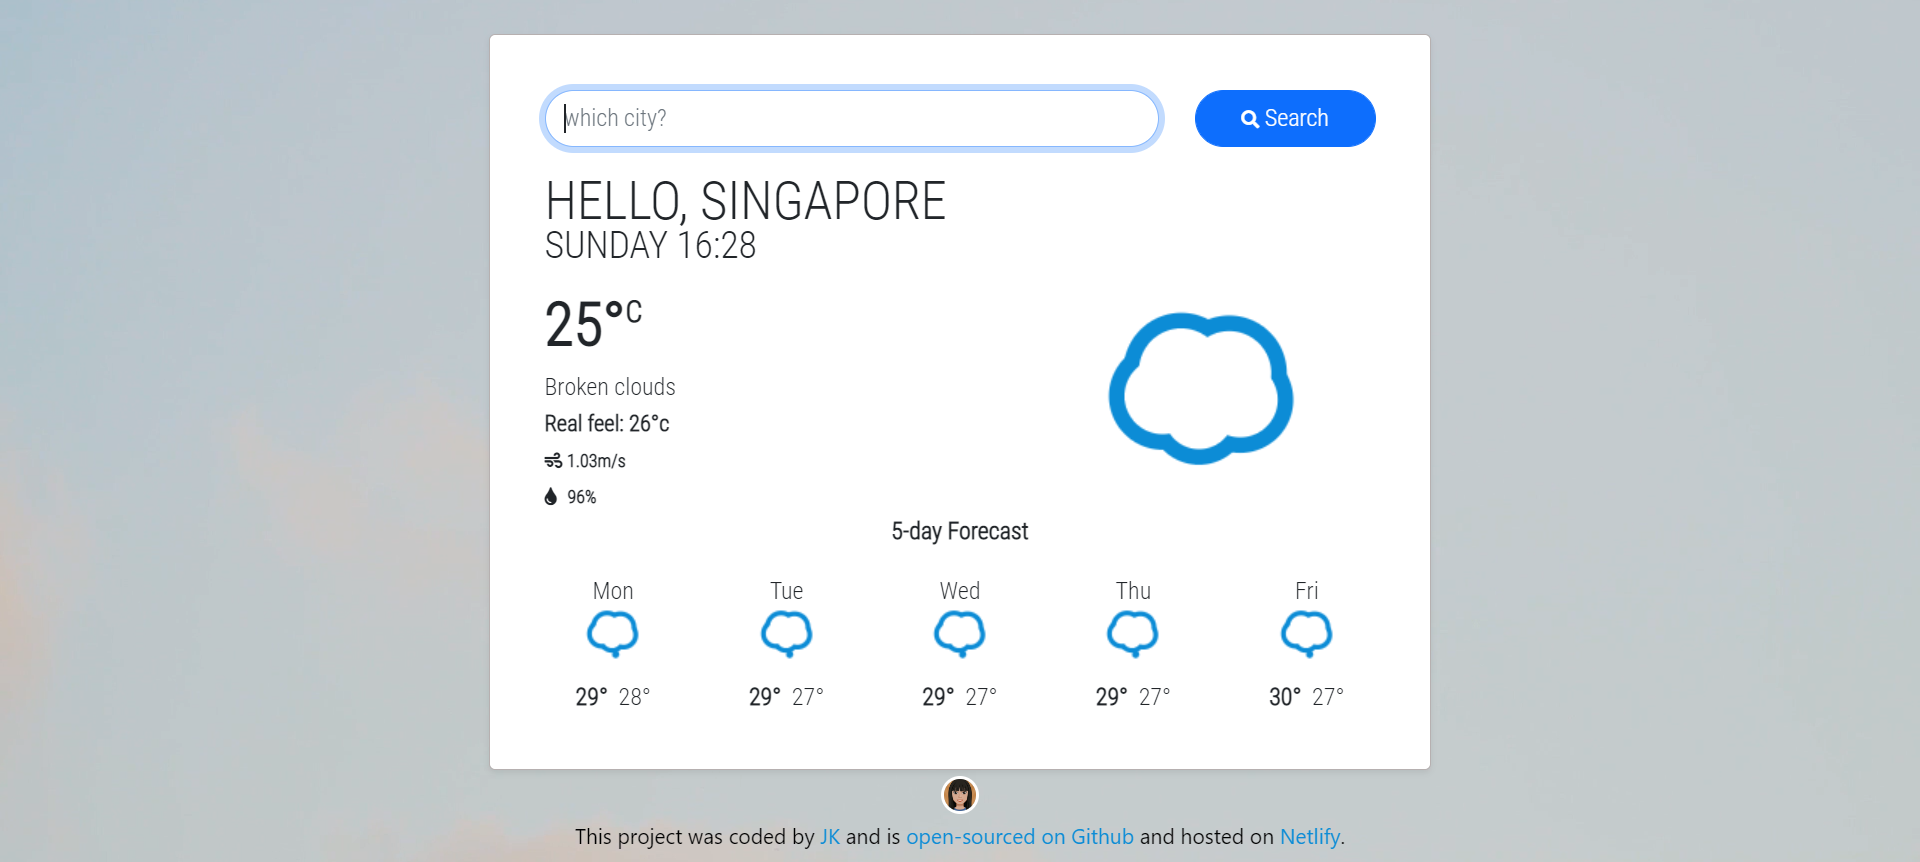 which city?
Search
HELLO, SINGAPORE
SUNDAY 16:28
25°C
Broken clouds
Real feel: 26°c
1.03m/s
96%
5-day Forecast
Mon Tue Wed Thu Fri
29° 28° 29° 27° 29° 27° 29° 27° 30° 27°
This project was coded by JK and is open-sourced on Github and hosted on Netlify.